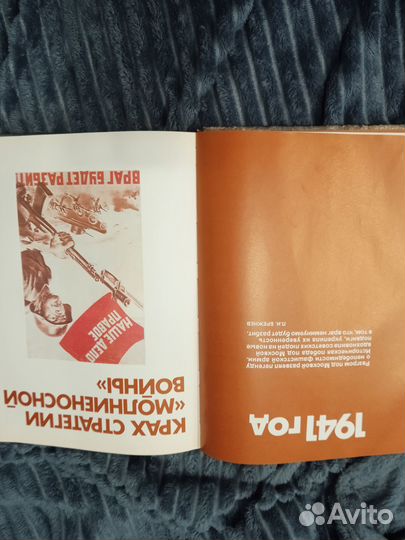 1941 ГОД
Разгром под Москвой развеял легенду
о непобедимости фашистской армии.
Историческая победа под Москвой
вдохновила советских людей на новые
подвиги, укрепила их уверенность
в том, что враг неминуемо будет разбит.
Л.И. БРЕЖНЕВ
КРАХ СТРАТЕГИИ
«МОЛНИЕНОСНОЙ
ВОЙНЫ»
НАШЕ ДЕЛО
ПРАВОЕ
ВРАГ БУДЕТ РАЗБИТ!
Avito